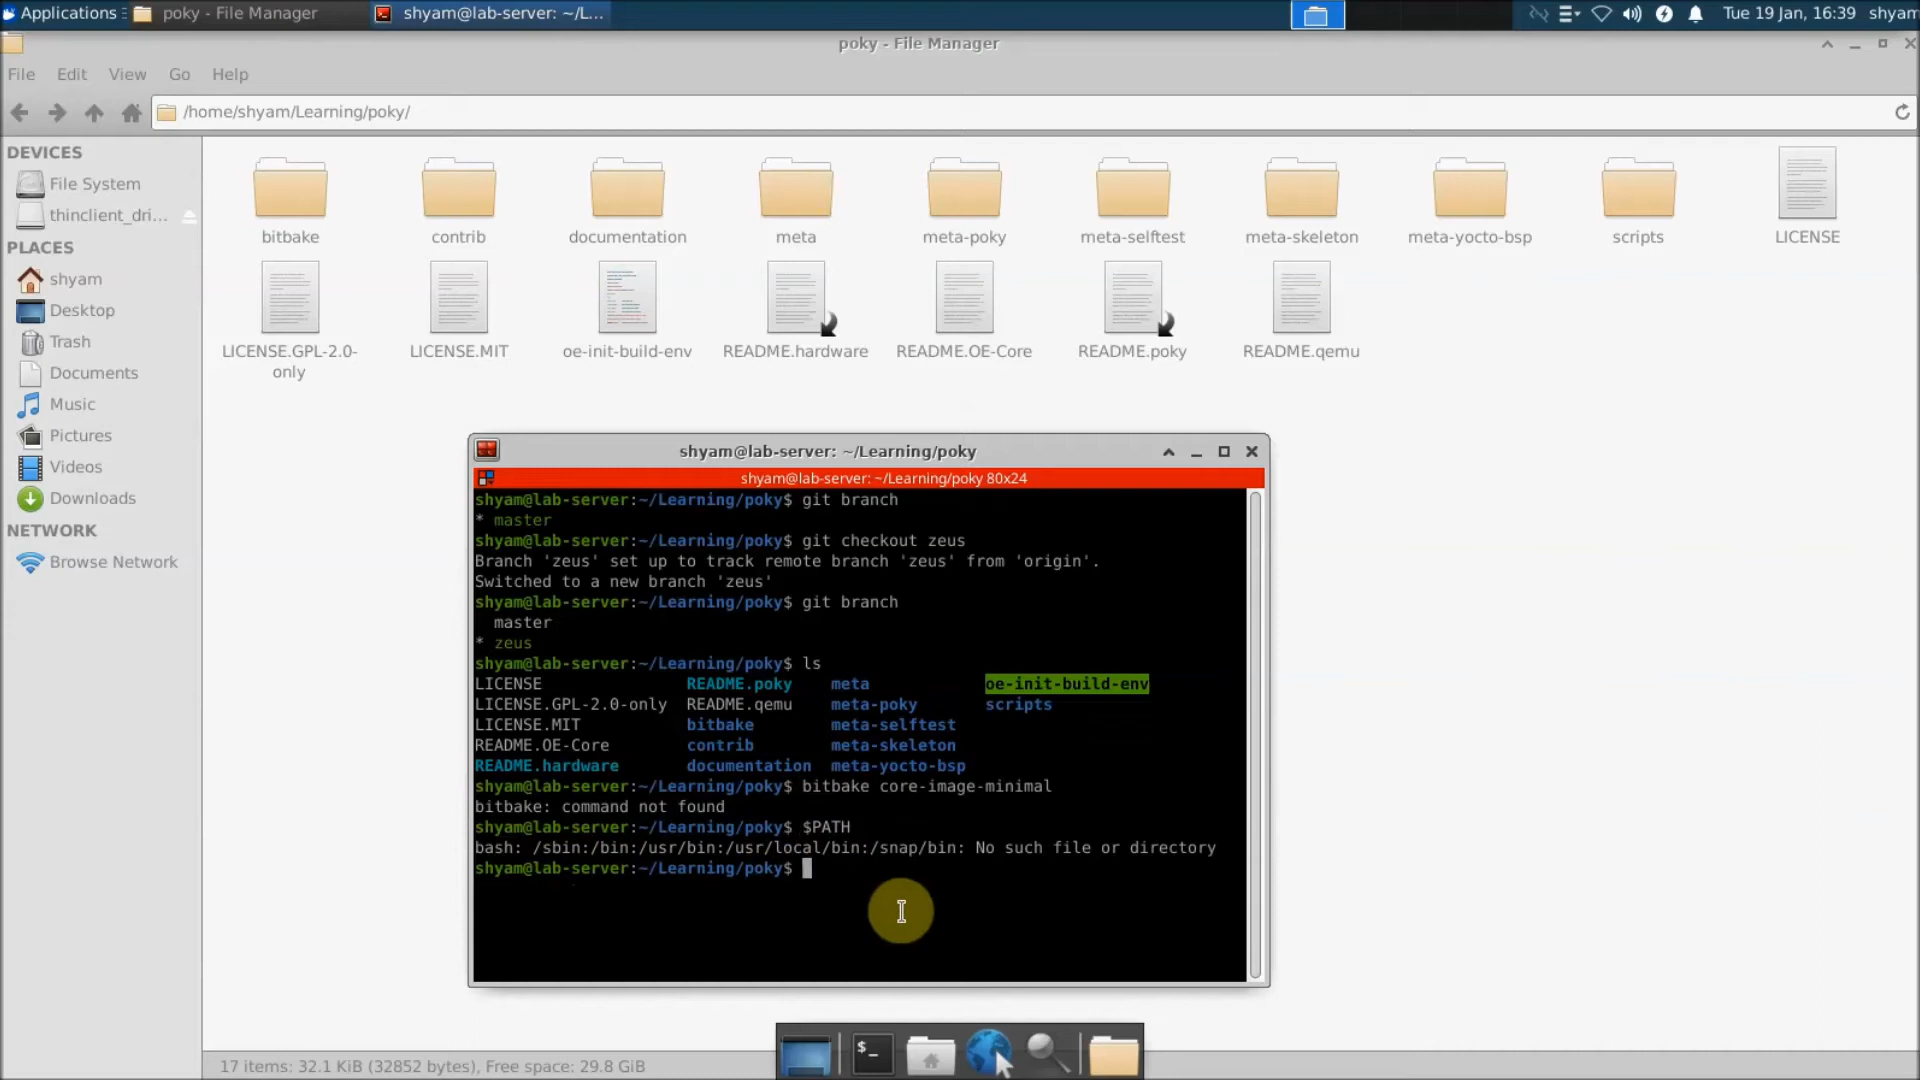 Applications
poky - File Manager
shyam@lab-server: ~/L...
Tue 19 Jan, 16:39
shyam
poky - File Manager
File Edit View Go Help
/home/shyam/Learning/poky/
DEVICES
File System
thinclient_dri...
PLACES
shyam
Desktop
Trash
Documents
Music
Pictures
Videos
Downloads
NETWORK
Browse Network
bitbake contrib documentation meta meta-poky meta-selftest meta-skeleton meta-yocto-bsp scripts LICENSE
LICENSE.GPL-2.0-
only
LICENSE.MIT oe-init-build-env README.hardware README.OE-Core README.poky README.qemu
shyam@lab-server: ~/Learning/poky
shyam@lab-server: ~/Learning/poky 80x24
shyam@lab-server:~/Learning/poky$ git branch
* master
shyam@lab-server:~/Learning/poky$ git checkout zeus
Branch 'zeus' set up to track remote branch 'zeus' from 'origin'.
Switched to a new branch 'zeus'
shyam@lab-server:~/Learning/poky$ git branch
master
* zeus
shyam@lab-server:~/Learning/poky$ ls
LICENSE README.poky meta oe-init-build-env
LICENSE.GPL-2.0-only README.qemu meta-poky scripts
LICENSE.MIT bitbake meta-selftest
README.OE-Core contrib meta-skeleton
README.hardware documentation meta-yocto-bsp
shyam@lab-server:~/Learning/poky$ bitbake core-image-minimal
bitbake: command not found
shyam@lab-server:~/Learning/poky$ $PATH
bash: /sbin:/bin:/usr/bin:/usr/local/bin:/snap/bin: No such file or directory
shyam@lab-server:~/Learning/poky$
17 items: 32.1 KiB (32852 bytes), Free space: 29.8 GiB